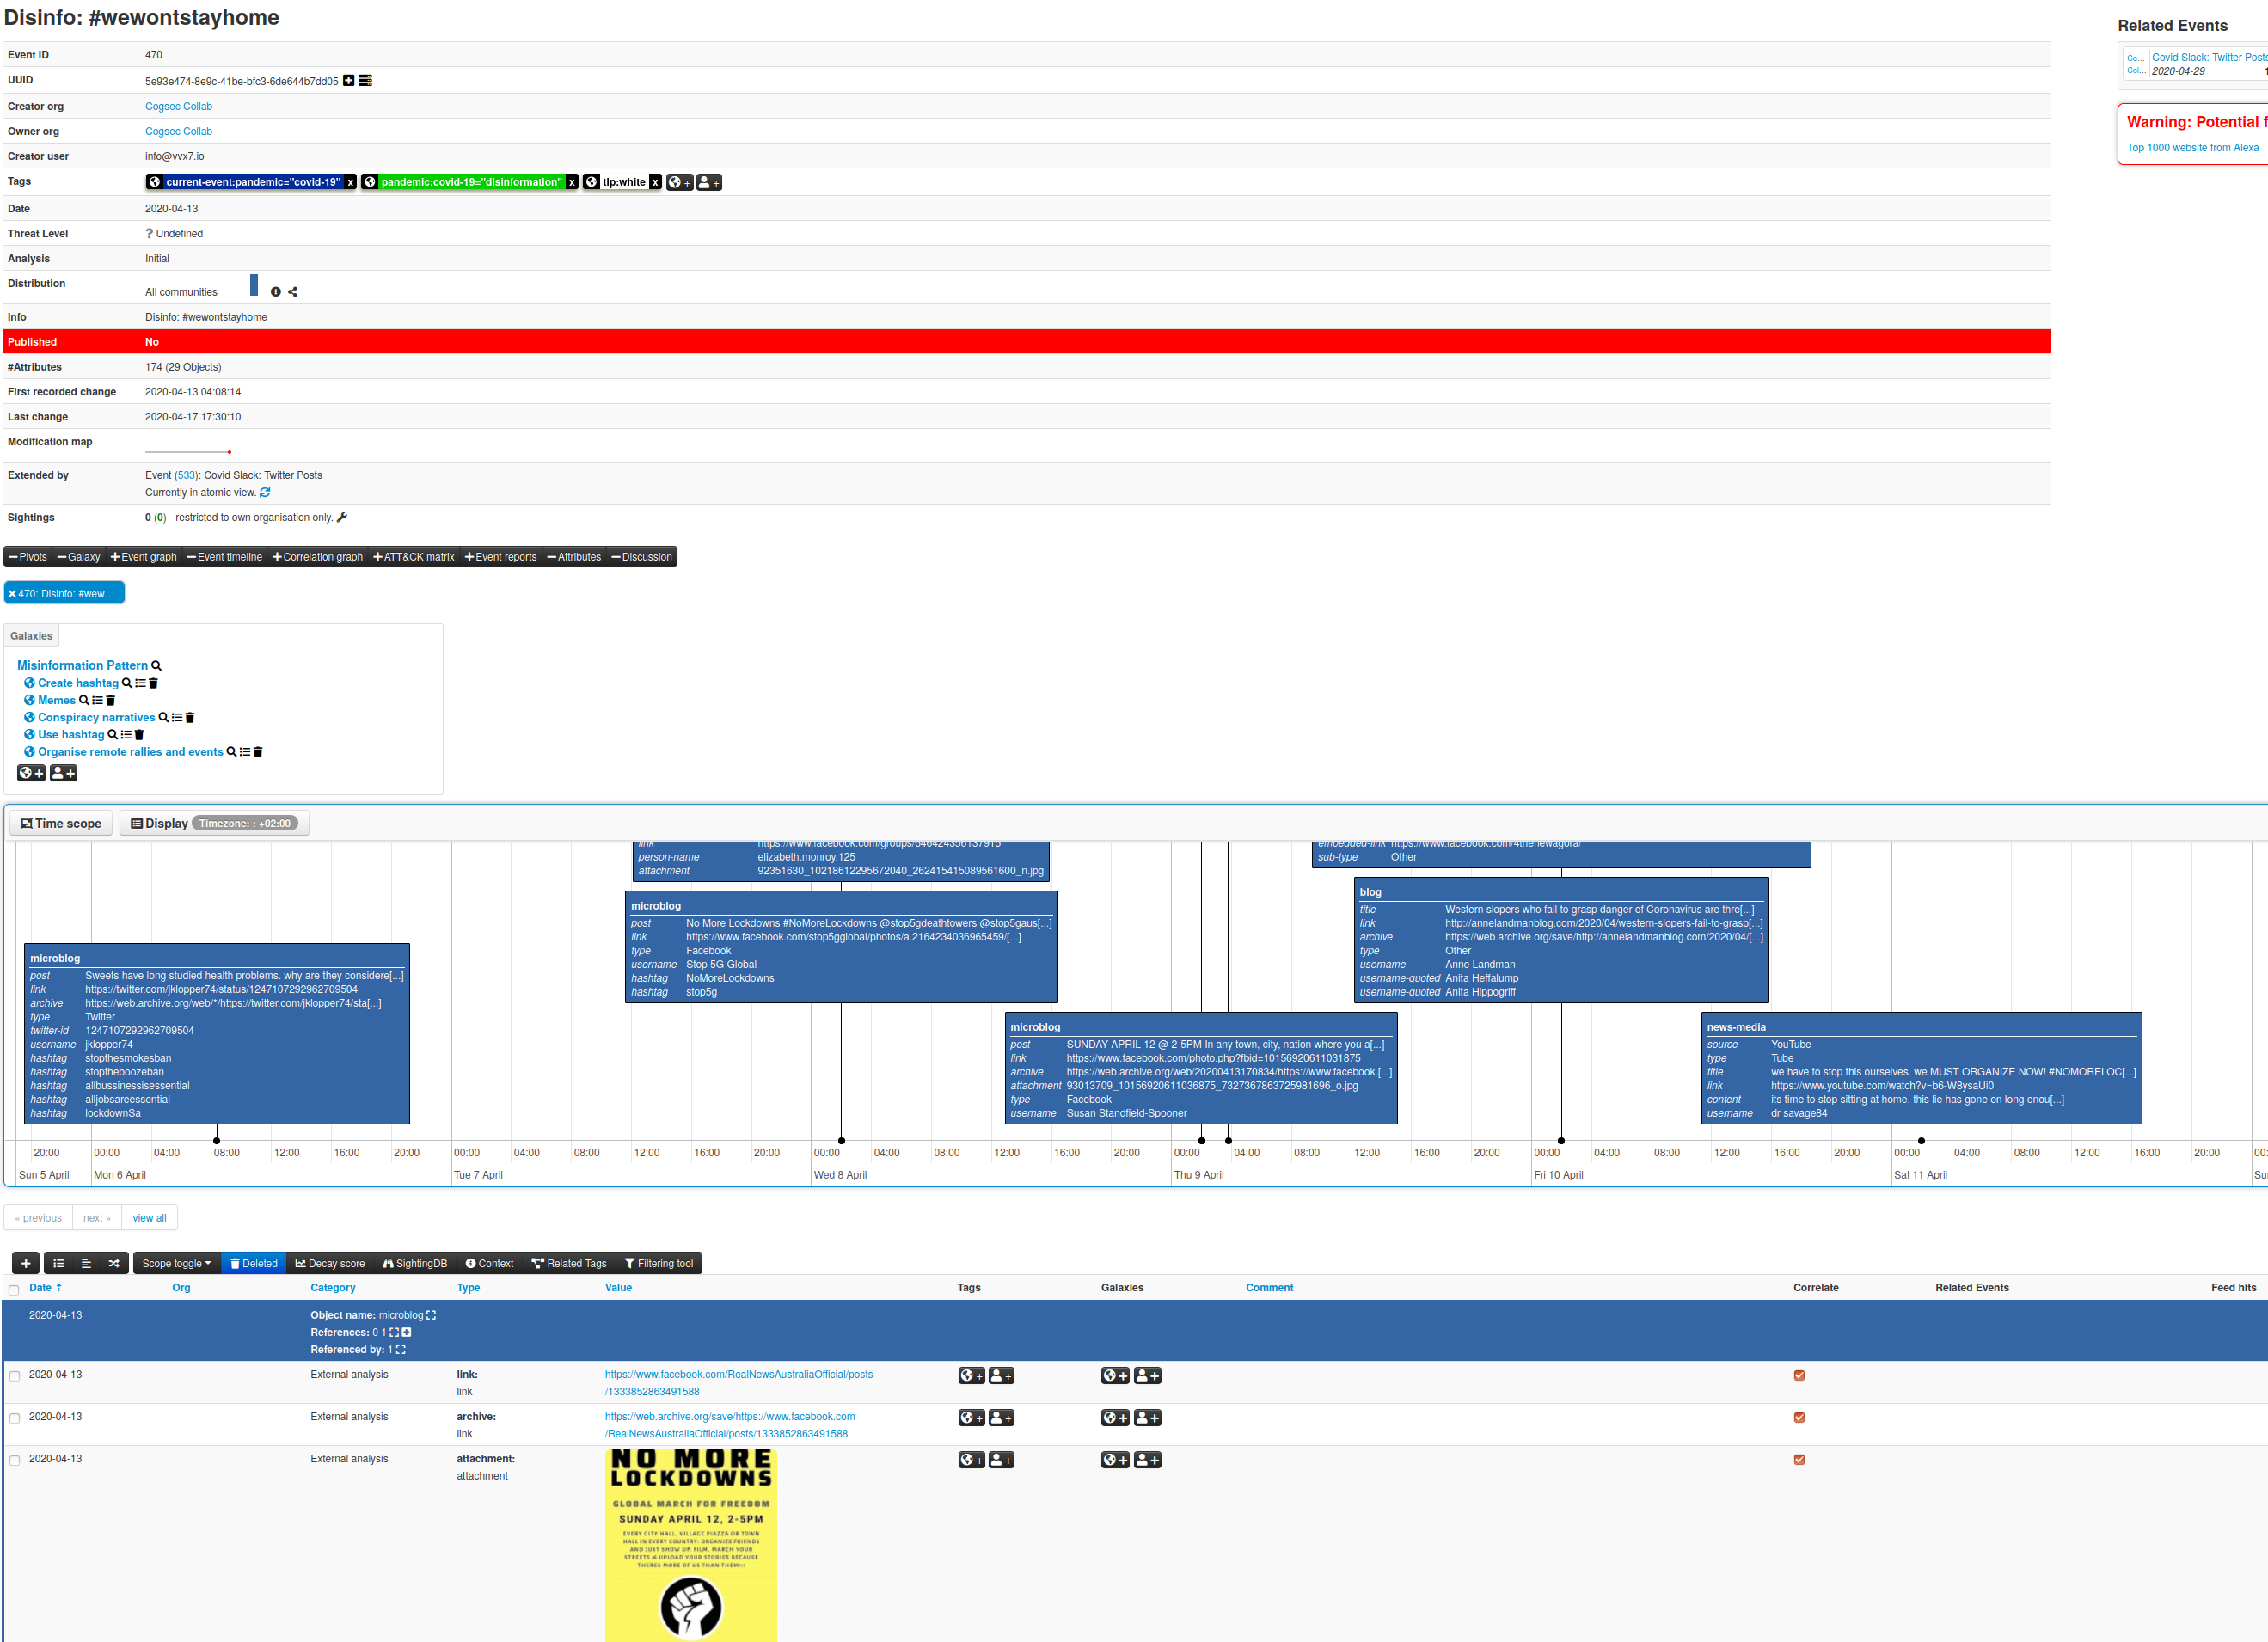 Disinfo: #wewontstayhome
Event ID 470
UUID 5e93e474-8e9c-41be-bfc3-6de644b7dd05
Creator org Cogsec Collab
Owner org Cogsec Collab
Creator user info@vvx7.io
Tags current-event:pandemic="covid-19" x pandemic:covid-19="disinformation" x tlp:white x + +
Date 2020-04-13
Threat Level ? Undefined
Analysis Initial
Distribution All communities
Info Disinfo: #wewontstayhome
Published No
#Attributes 174 (29 Objects)
First recorded change 2020-04-13 04:08:14
Last change 2020-04-17 17:30:10
Modification map
Extended by Event (533): Covid Slack: Twitter Posts
Currently in atomic view.
Sightings 0 (0) - restricted to own organisation only.
Related Events
Co... Covid Slack: Twitter Posts
Col... 2020-04-29 1
Warning: Potential f
Top 1000 website from Alexa
Pivots Galaxy Event graph Event timeline Correlation graph ATT&CK matrix Event reports Attributes Discussion
470: Disinfo: #wew...
Galaxies
Misinformation Pattern
Create hashtag
Memes
Conspiracy narratives
Use hashtag
Organise remote rallies and events
Time scope Display Timezone: : +02:00
link https://www.facebook.com/groups/646424356137915
person-name elizabeth.monroy.125
attachment 92351630_10218612295672040_262415415089561600_n.jpg
embedded-link https://www.facebook.com/4thenewagora/
sub-type Other
microblog
post No More Lockdowns #NoMoreLockdowns @stop5gdeathtowers @stop5gaus[...]
link https://www.facebook.com/stop5gglobal/photos/a.2164234036965459/[...]
type Facebook
username Stop 5G Global
hashtag NoMoreLockdowns
hashtag stop5g
blog
title Western slopers who fail to grasp danger of Coronavirus are thre[...]
link http://annelandmanblog.com/2020/04/western-slopers-fail-to-grasp[...]
archive https://web.archive.org/save/http://annelandmanblog.com/2020/04/[...]
type Other
username Anne Landman
username-quoted Anita Heffalump
username-quoted Anita Hippogriff
microblog
post Sweets have long studied health problems. why are they considere[...]
link https://twitter.com/jklopper74/status/1247107292962709504
archive https://web.archive.org/web/*/https://twitter.com/jklopper74/sta[...]
type Twitter
twitter-id 1247107292962709504
username jklopper74
hashtag stopthesmokesban
hashtag stoptheboozeban
hashtag allbussinessisessential
hashtag alljobsareessential
hashtag lockdownSa
microblog
post SUNDAY APRIL 12 @ 2-5PM In any town, city, nation where you a[...]
link https://www.facebook.com/photo.php?fbid=10156920611031875
archive https://web.archive.org/web/20200413170834/https://www.facebook.[...]
attachment 93013709_10156920611036875_7327367863725981696_o.jpg
type Facebook
username Susan Standfield-Spooner
news-media
source YouTube
type Tube
title we have to stop this ourselves. we MUST ORGANIZE NOW! #NOMORELOC[...]
link https://www.youtube.com/watch?v=b6-W8ysaUl0
content its time to stop sitting at home. this lie has gone on long enou[...]
username dr savage84
20:00 00:00 04:00 08:00 12:00 16:00 20:00 00:00 04:00 08:00 12:00 16:00 20:00 00:00 04:00 08:00 12:00 16:00 20:00 00:00 04:00 08:00 12:00 16:00 20:00 00:00 04:00 08:00 12:00 16:00 20:00 00:00 04:00 08:00 12:00 16:00 20:00 00:
Sun 5 April Mon 6 April Tue 7 April Wed 8 April Thu 9 April Fri 10 April Sat 11 April Su
« previous next » view all
+ Scope toggle Deleted Decay score SightingDB Context Related Tags Filtering tool
Date Org Category Type Value Tags Galaxies Comment Correlate Related Events Feed hits
2020-04-13 Object name: microblog
References: 0
Referenced by: 1
2020-04-13 External analysis link: https://www.facebook.com/RealNewsAustraliaOfficial/posts
link /1333852863491588
2020-04-13 External analysis archive: https://web.archive.org/save/https://www.facebook.com
link /RealNewsAustraliaOfficial/posts/1333852863491588
2020-04-13 External analysis attachment:
attachment
NO MORE
LOCKDOWNS
GLOBAL MARCH FOR FREEDOM
SUNDAY APRIL 12, 2-5PM
EVERY CITY HALL, VILLAGE PIAZZA OR TOWN
HALL IN EVERY COUNTRY: ORGANIZE FRIENDS
AND JUST SHOW UP, FILM, MARCH YOUR
STREETS & UPLOAD YOUR STORIES BECAUSE
THERES MORE OF US THAN THEM!!!